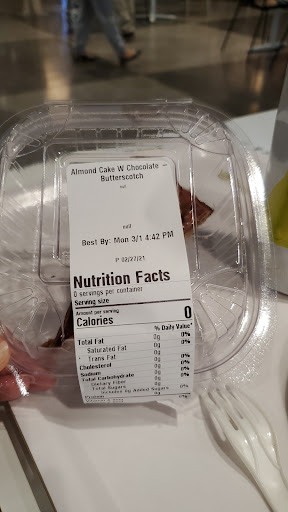 Almond Cake W Chocolate –
Butterscotch
null
null
Best By: Mon 3/1 4:42 PM
P 02/27/21
Nutrition Facts
0 servings per container
Serving size
Amount per serving
Calories 0
% Daily Value*
Total Fat 0g 0%
Saturated Fat 0g 0%
Trans Fat 0g
Cholesterol 0g 0%
Sodium 0g 0%
Total Carbohydrate 0g 0%
Dietary Fiber 0g
Total Sugars 0g
Includes 0g Added Sugars 0%
Protein